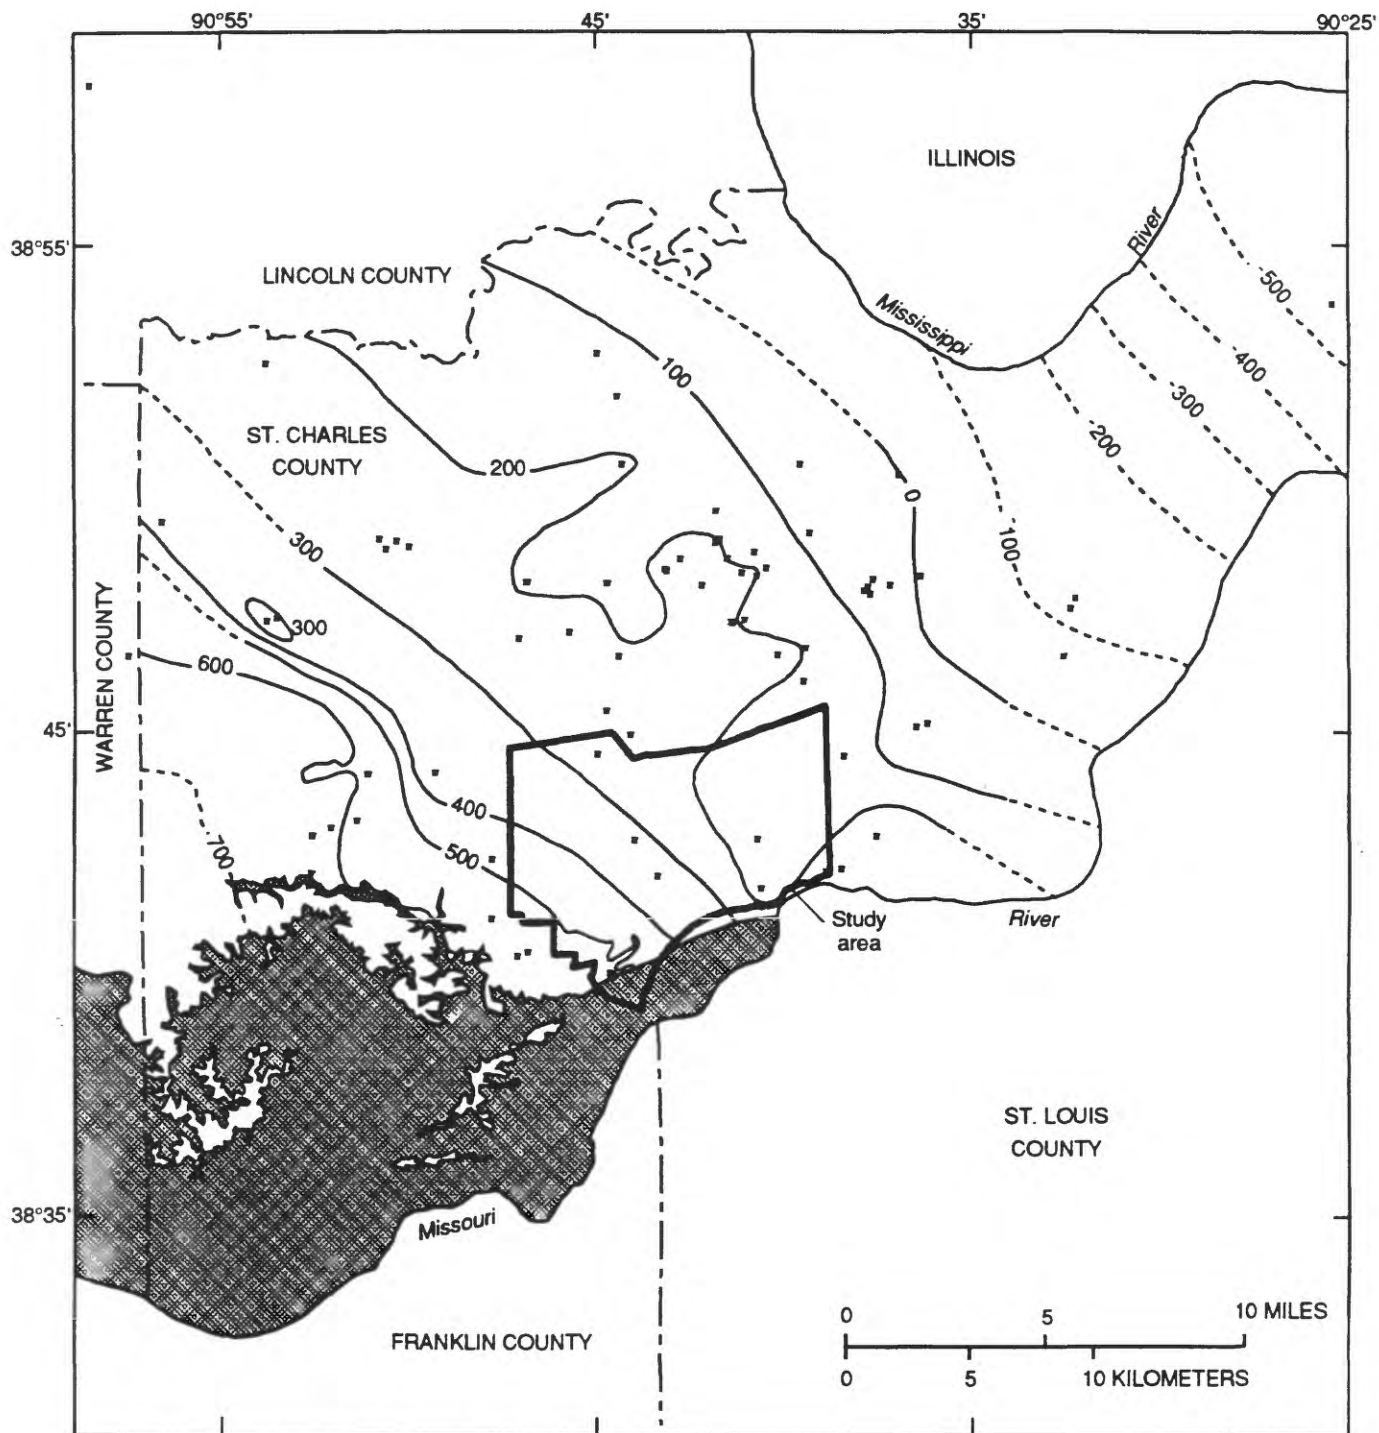 90°55'
45'
35'
90°25'
ILLINOIS
River
38°55'
LINCOLN COUNTY
-500
Mississippi
100
-400
-300
ST. CHARLES
COUNTY
200
-200
0
300
-100
WARREN COUNTY
300
600
45'
400
700
500
Study
area
River
ST. LOUIS
COUNTY
38°35'
Missouri
0 5 10 MILES
FRANKLIN COUNTY
0 5 10 KILOMETERS